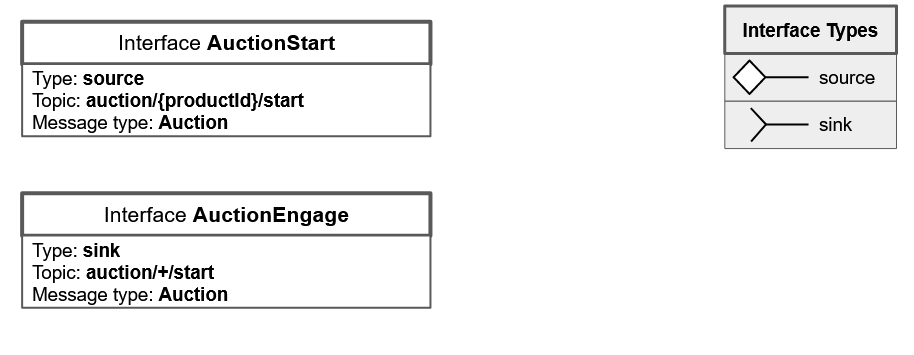 Interface AuctionStart
Type: source
Topic: auction/{productId}/start
Message type: Auction
Interface AuctionEngage
Type: sink
Topic: auction/+/start
Message type: Auction
Interface Types
source
sink